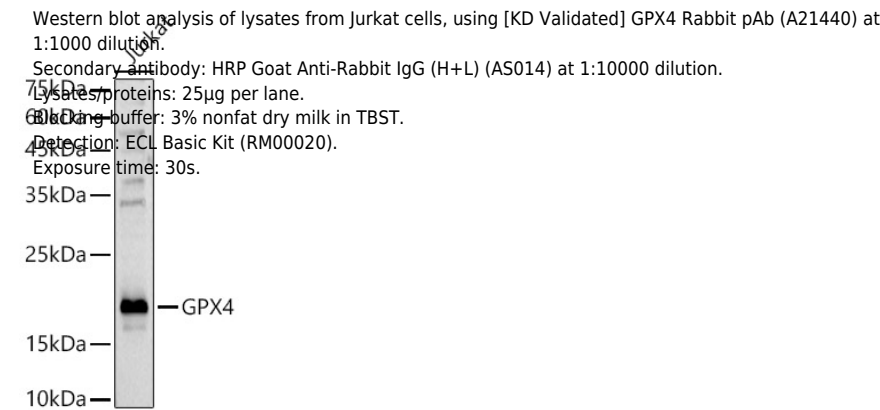 Western blot analysis of lysates from Jurkat cells, using [KD Validated] GPX4 Rabbit pAb (A21440) at
1:1000 dilution.
Jurkat
Secondary antibody: HRP Goat Anti-Rabbit IgG (H+L) (AS014) at 1:10000 dilution.
75kDa
Lysates/proteins: 25μg per lane.
60kDa
Blocking buffer: 3% nonfat dry milk in TBST.
45kDa
Detection: ECL Basic Kit (RM00020).
Exposure time: 30s.
35kDa
25kDa
GPX4
15kDa
10kDa